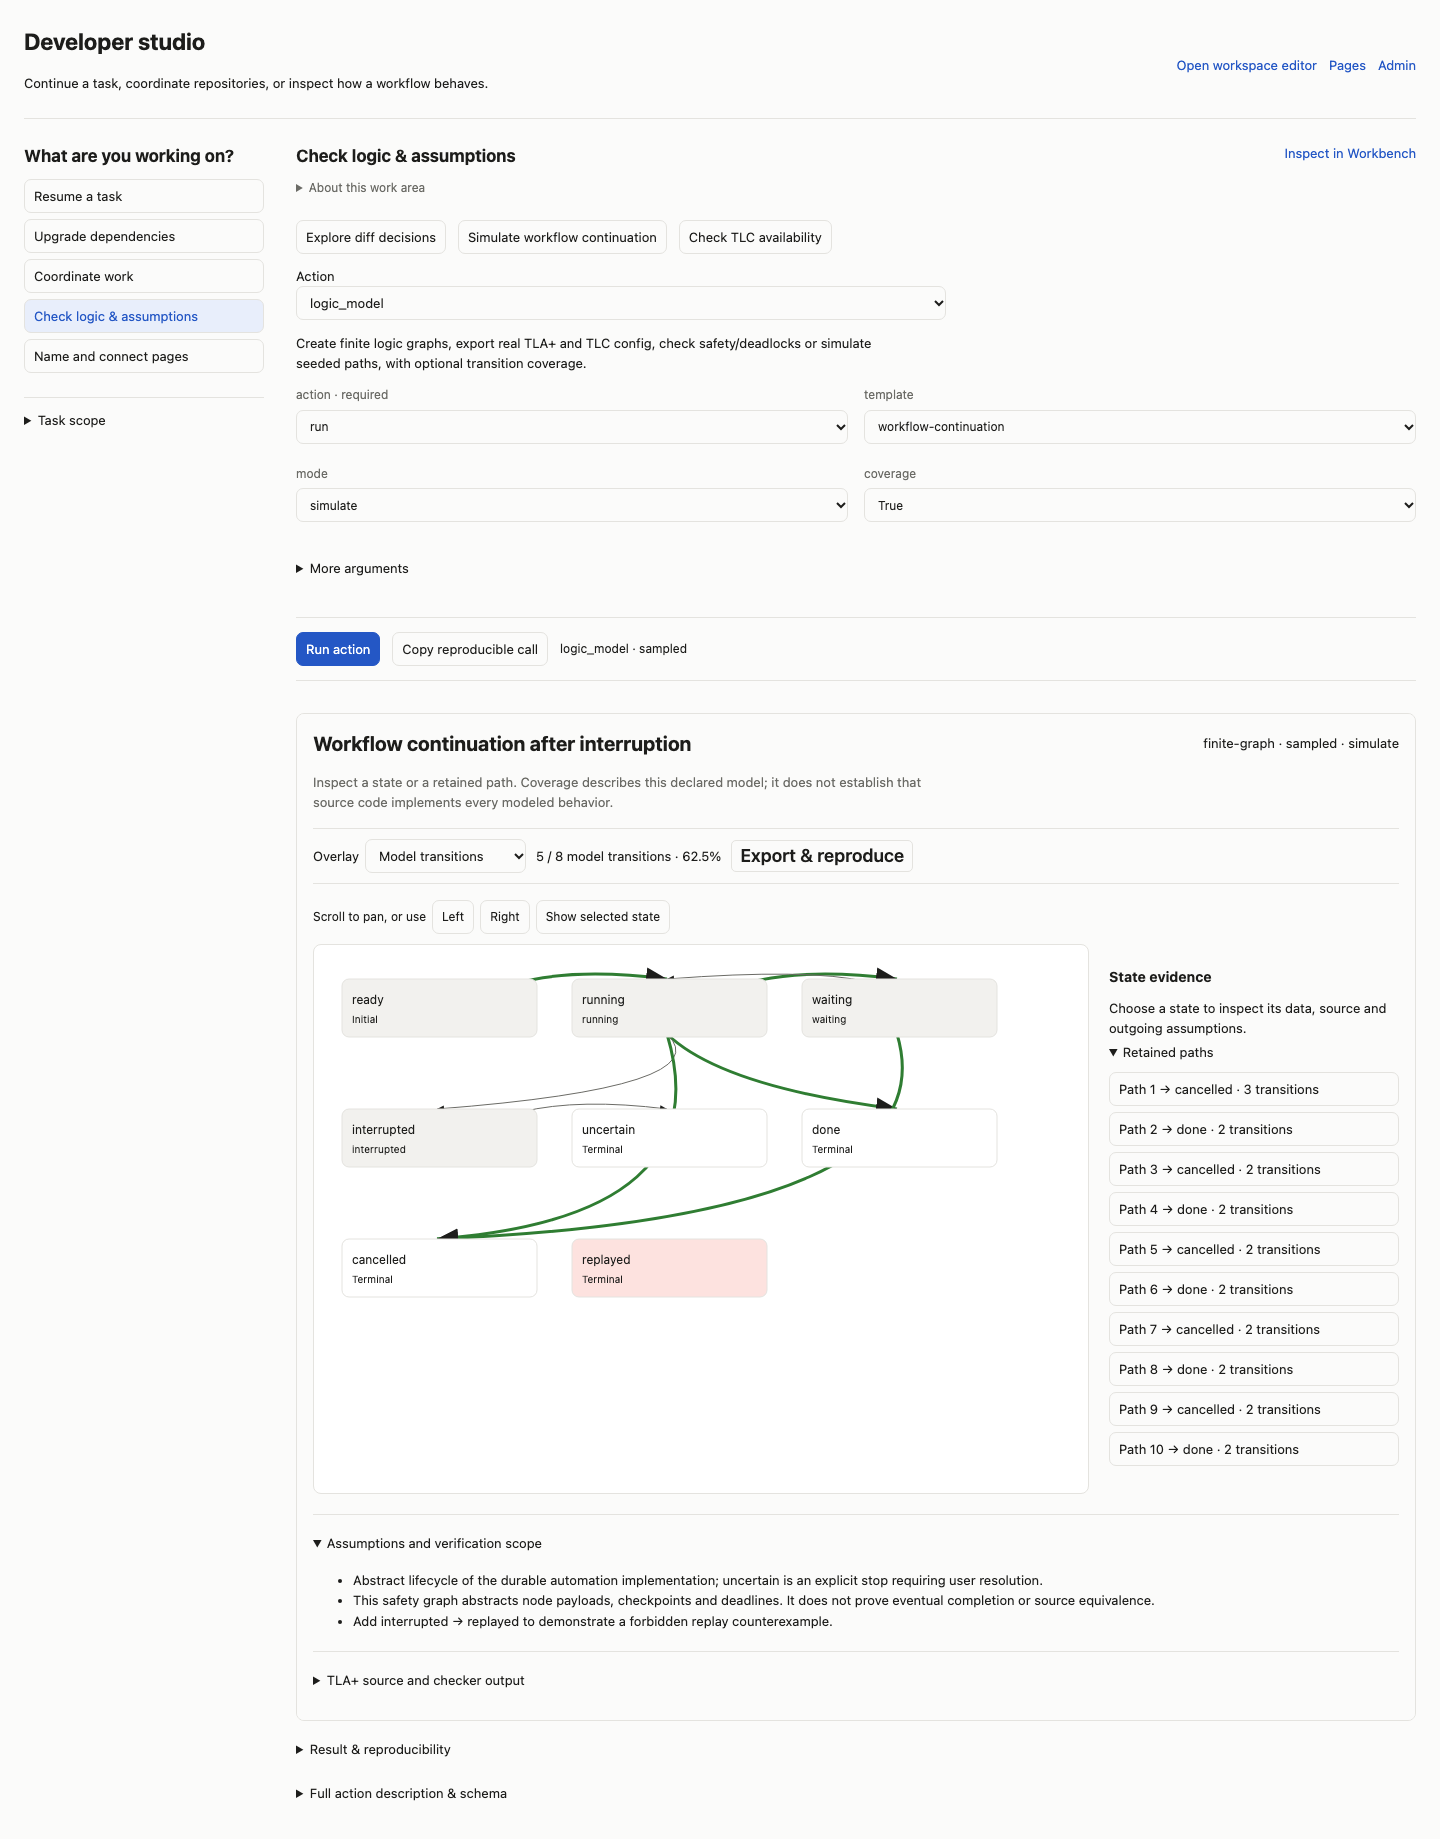 Developer studio
Continue a task, coordinate repositories, or inspect how a workflow behaves.
Open workspace editor Pages Admin
What are you working on?
Resume a task
Upgrade dependencies
Coordinate work
Check logic & assumptions
Name and connect pages
Task scope
Check logic & assumptions
Inspect in Workbench
About this work area
Explore diff decisions Simulate workflow continuation Check TLC availability
Action
logic_model
Create finite logic graphs, export real TLA+ and TLC config, check safety/deadlocks or simulate
seeded paths, with optional transition coverage.
action · required template
run workflow-continuation
mode coverage
simulate True
More arguments
Run action Copy reproducible call logic_model · sampled
Workflow continuation after interruption
finite-graph · sampled · simulate
Inspect a state or a retained path. Coverage describes this declared model; it does not establish that
source code implements every modeled behavior.
Overlay Model transitions 5 / 8 model transitions · 62.5% Export & reproduce
Scroll to pan, or use Left Right Show selected state
ready running waiting
Initial running waiting
interrupted uncertain done
interrupted Terminal Terminal
cancelled replayed
Terminal Terminal
State evidence
Choose a state to inspect its data, source and
outgoing assumptions.
Retained paths
Path 1 → cancelled · 3 transitions
Path 2 → done · 2 transitions
Path 3 → cancelled · 2 transitions
Path 4 → done · 2 transitions
Path 5 → cancelled · 2 transitions
Path 6 → done · 2 transitions
Path 7 → cancelled · 2 transitions
Path 8 → done · 2 transitions
Path 9 → cancelled · 2 transitions
Path 10 → done · 2 transitions
Assumptions and verification scope
• Abstract lifecycle of the durable automation implementation; uncertain is an explicit stop requiring user resolution.
• This safety graph abstracts node payloads, checkpoints and deadlines. It does not prove eventual completion or source equivalence.
• Add interrupted → replayed to demonstrate a forbidden replay counterexample.
TLA+ source and checker output
Result & reproducibility
Full action description & schema